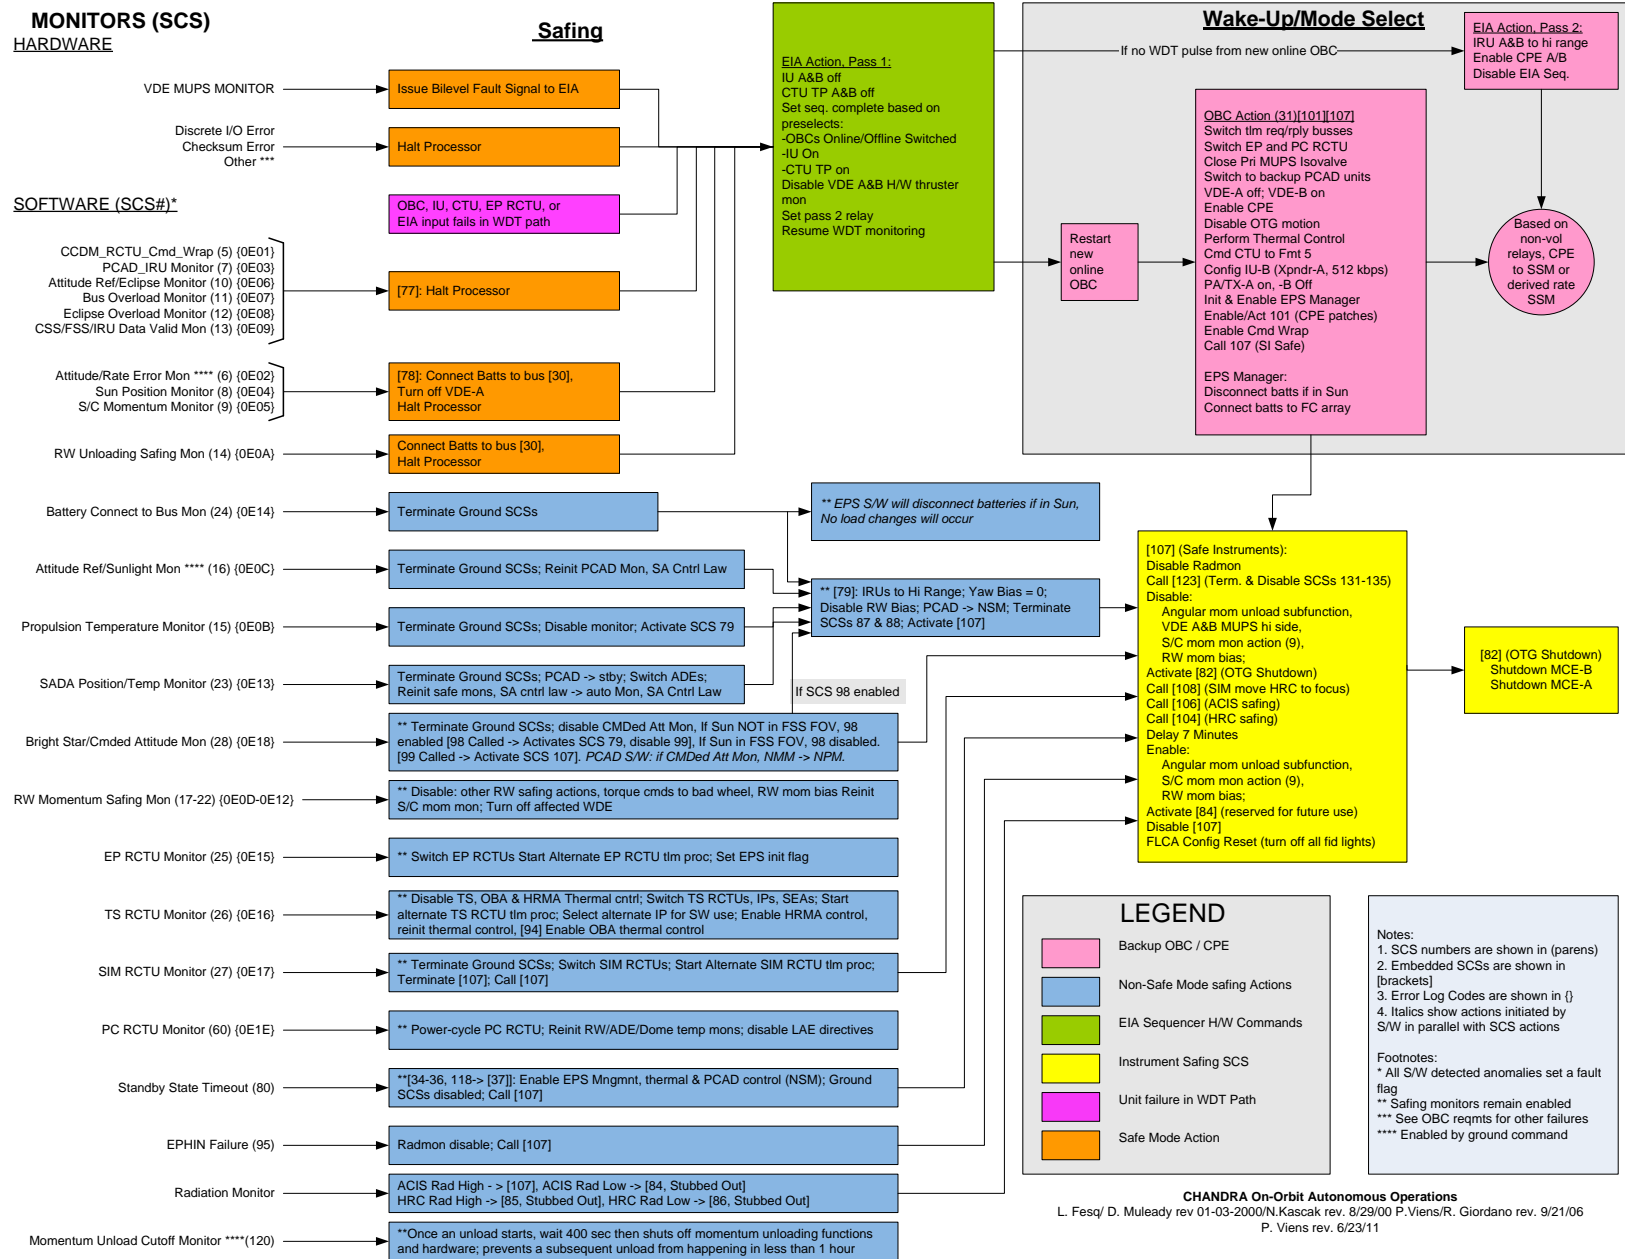 MONITORS (SCS)
HARDWARE
Safing
VDE MUPS MONITOR
Issue Bilevel Fault Signal to EIA
Discrete I/O Error
Checksum Error
Other ***
Halt Processor
SOFTWARE (SCS#)*
OBC, IU, CTU, EP RCTU, or
EIA input fails in WDT path
CCDM_RCTU_Cmd_Wrap (5) {0E01}
PCAD_IRU Monitor (7) {0E03}
Attitude Ref/Eclipse Monitor (10) {0E06}
Bus Overload Monitor (11) {0E07}
Eclipse Overload Monitor (12) {0E08}
CSS/FSS/IRU Data Valid Mon (13) {0E09}
[77]: Halt Processor
Attitude/Rate Error Mon **** (6) {0E02}
Sun Position Monitor (8) {0E04}
S/C Momentum Monitor (9) {0E05}
[78]: Connect Batts to bus [30],
Turn off VDE-A
Halt Processor
RW Unloading Safing Mon (14) {0E0A}
Connect Batts to bus [30],
Halt Processor
EIA Action, Pass 1:
IU A&B off
CTU TP A&B off
Set seq. complete based on
preselects:
-OBCs Online/Offline Switched
-IU On
-CTU TP on
Disable VDE A&B H/W thruster
mon
Set pass 2 relay
Resume WDT monitoring
Wake-Up/Mode Select
If no WDT pulse from new online OBC
EIA Action, Pass 2:
IRU A&B to hi range
Enable CPE A/B
Disable EIA Seq.
Restart
new
online
OBC
OBC Action (31)[101][107]
Switch tlm req/rply busses
Switch EP and PC RCTU
Close Pri MUPS Isovalve
Switch to backup PCAD units
VDE-A off; VDE-B on
Enable CPE
Disable OTG motion
Perform Thermal Control
Cmd CTU to Fmt 5
Config IU-B (Xpndr-A, 512 kbps)
PA/TX-A on, -B Off
Init & Enable EPS Manager
Enable/Act 101 (CPE patches)
Enable Cmd Wrap
Call 107 (SI Safe)
EPS Manager:
Disconnect batts if in Sun
Connect batts to FC array
Based on
non-vol
relays, CPE
to SSM or
derived rate
SSM
Battery Connect to Bus Mon (24) {0E14}
Terminate Ground SCSs
** EPS S/W will disconnect batteries if in Sun,
No load changes will occur
Attitude Ref/Sunlight Mon **** (16) {0E0C}
Terminate Ground SCSs; Reinit PCAD Mon, SA Cntrl Law
** [79]: IRUs to Hi Range; Yaw Bias = 0;
Disable RW Bias; PCAD -> NSM; Terminate
SCSs 87 & 88; Activate [107]
Propulsion Temperature Monitor (15) {0E0B}
Terminate Ground SCSs; Disable monitor; Activate SCS 79
SADA Position/Temp Monitor (23) {0E13}
Terminate Ground SCSs; PCAD -> stby; Switch ADEs;
Reinit safe mons, SA cntrl law -> auto Mon, SA Cntrl Law
If SCS 98 enabled
Bright Star/Cmded Attitude Mon (28) {0E18}
** Terminate Ground SCSs; disable CMDed Att Mon, If Sun NOT in FSS FOV, 98
enabled [98 Called -> Activates SCS 79, disable 99], If Sun in FSS FOV, 98 disabled.
[99 Called -> Activate SCS 107]. PCAD S/W: if CMDed Att Mon, NMM -> NPM.
RW Momentum Safing Mon (17-22) {0E0D-0E12}
** Disable: other RW safing actions, torque cmds to bad wheel, RW mom bias Reinit
S/C mom mon; Turn off affected WDE
EP RCTU Monitor (25) {0E15}
** Switch EP RCTUs Start Alternate EP RCTU tlm proc; Set EPS init flag
TS RCTU Monitor (26) {0E16}
** Disable TS, OBA & HRMA Thermal cntrl; Switch TS RCTUs, IPs, SEAs; Start
alternate TS RCTU tlm proc; Select alternate IP for SW use; Enable HRMA control,
reinit thermal control, [94] Enable OBA thermal control
SIM RCTU Monitor (27) {0E17}
** Terminate Ground SCSs; Switch SIM RCTUs; Start Alternate SIM RCTU tlm proc;
Terminate [107]; Call [107]
PC RCTU Monitor (60) {0E1E}
** Power-cycle PC RCTU; Reinit RW/ADE/Dome temp mons; disable LAE directives
Standby State Timeout (80)
**[34-36, 118-> [37]]: Enable EPS Mngmnt, thermal & PCAD control (NSM); Ground
SCSs disabled; Call [107]
EPHIN Failure (95)
Radmon disable; Call [107]
Radiation Monitor
ACIS Rad High - > [107], ACIS Rad Low -> [84, Stubbed Out]
HRC Rad High -> [85, Stubbed Out], HRC Rad Low -> [86, Stubbed Out]
Momentum Unload Cutoff Monitor ****(120)
**Once an unload starts, wait 400 sec then shuts off momentum unloading functions
and hardware; prevents a subsequent unload from happening in less than 1 hour
[107] (Safe Instruments):
Disable Radmon
Call [123] (Term. & Disable SCSs 131-135)
Disable:
Angular mom unload subfunction,
VDE A&B MUPS hi side,
S/C mom mon action (9),
RW mom bias;
Activate [82] (OTG Shutdown)
Call [108] (SIM move HRC to focus)
Call [106] (ACIS safing)
Call [104] (HRC safing)
Delay 7 Minutes
Enable:
Angular mom unload subfunction,
S/C mom mon action (9),
RW mom bias;
Activate [84] (reserved for future use)
Disable [107]
FLCA Config Reset (turn off all fid lights)
[82] (OTG Shutdown)
Shutdown MCE-B
Shutdown MCE-A
LEGEND
Backup OBC / CPE
Non-Safe Mode safing Actions
EIA Sequencer H/W Commands
Instrument Safing SCS
Unit failure in WDT Path
Safe Mode Action
Notes:
1. SCS numbers are shown in (parens)
2. Embedded SCSs are shown in
[brackets]
3. Error Log Codes are shown in {}
4. Italics show actions initiated by
S/W in parallel with SCS actions
Footnotes:
* All S/W detected anomalies set a fault
flag
** Safing monitors remain enabled
*** See OBC reqmts for other failures
**** Enabled by ground command
CHANDRA On-Orbit Autonomous Operations
L. Fesq/ D. Muleady rev 01-03-2000/N.Kascak rev. 8/29/00 P.Viens/R. Giordano rev. 9/21/06
P. Viens rev. 6/23/11